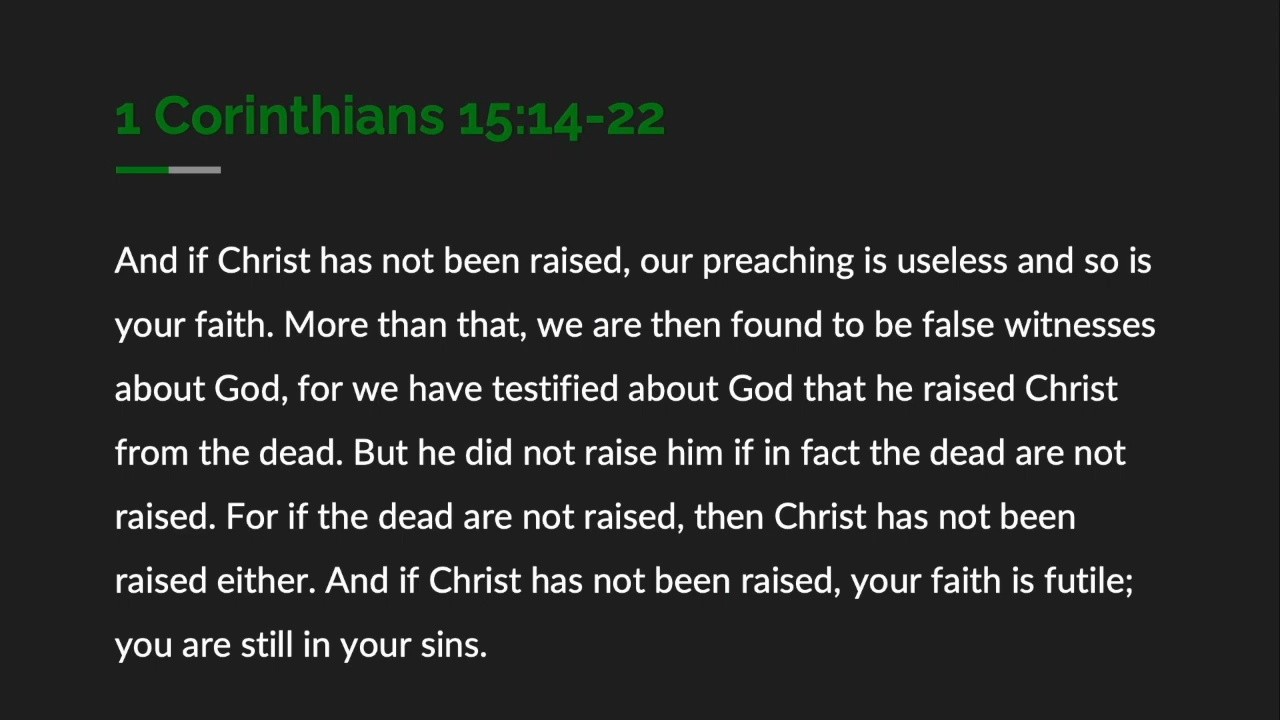 1 Corinthians 15:14-22
And if Christ has not been raised, our preaching is useless and so is
your faith. More than that, we are then found to be false witnesses
about God, for we have testified about God that he raised Christ
from the dead. But he did not raise him if in fact the dead are not
raised. For if the dead are not raised, then Christ has not been
raised either. And if Christ has not been raised, your faith is futile;
you are still in your sins.